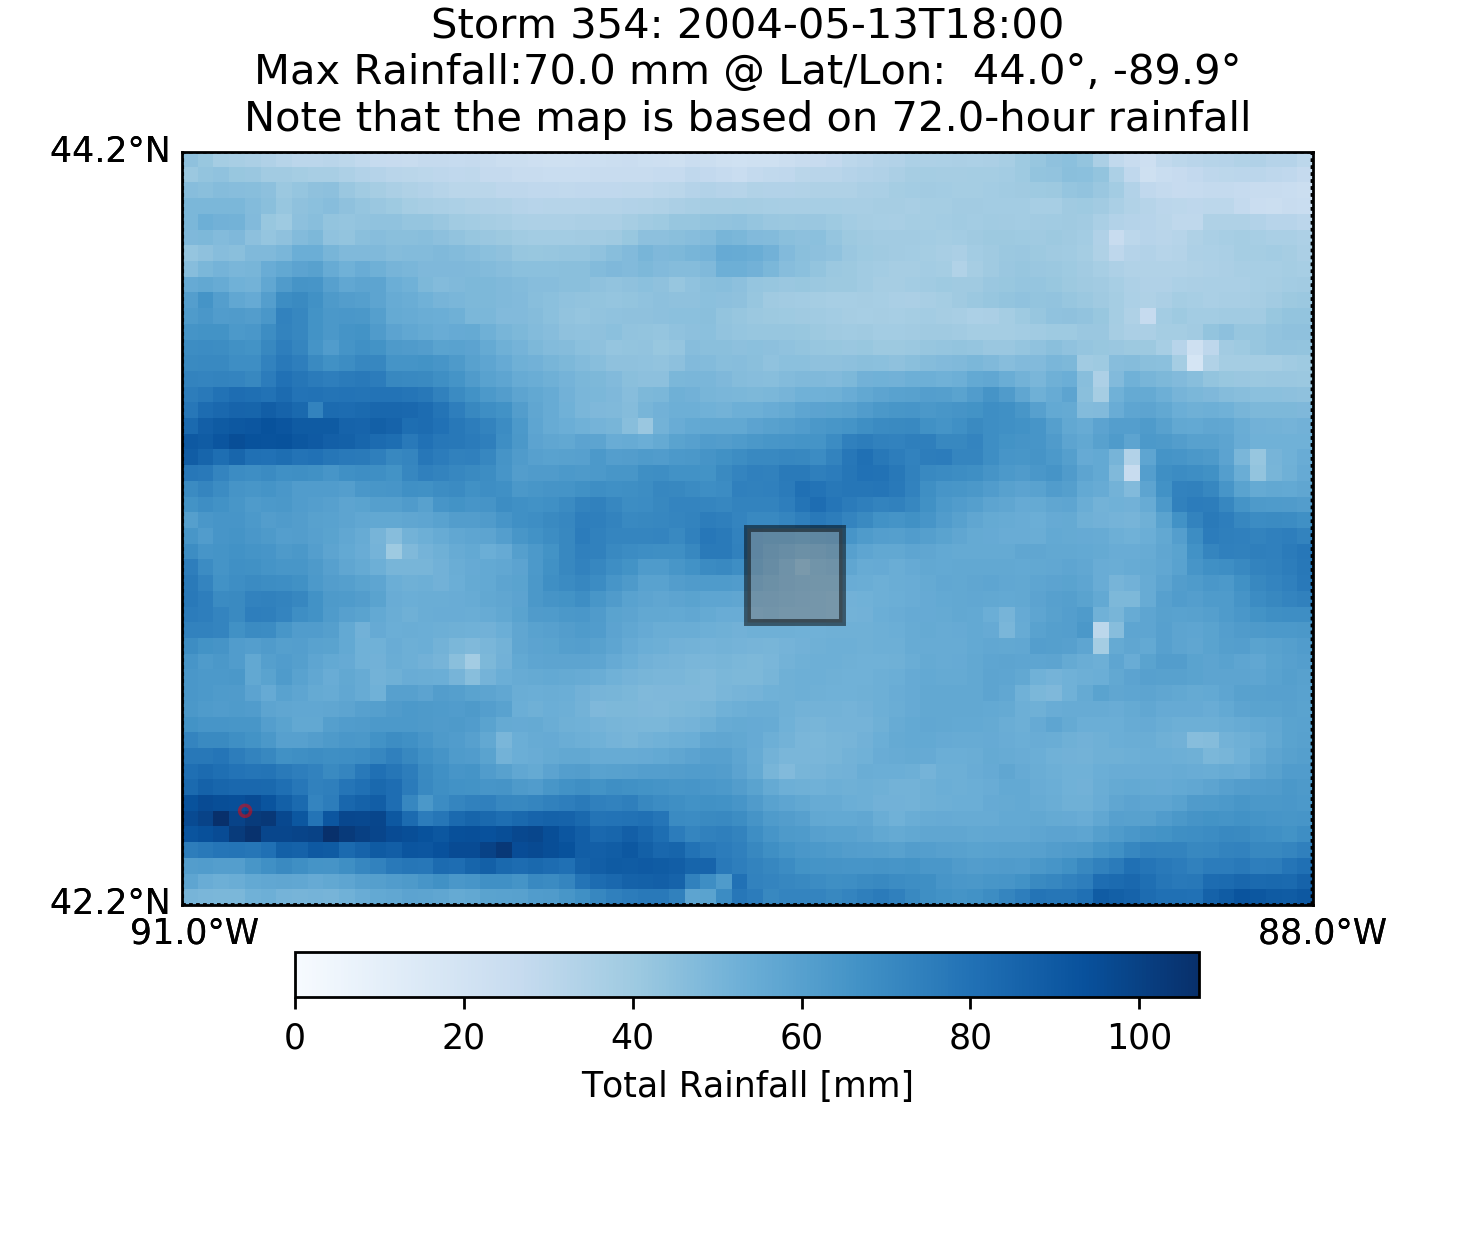 Storm 354: 2004-05-13T18:00
Max Rainfall:70.0 mm @ Lat/Lon:  44.0°, -89.9°
Note that the map is based on 72.0-hour rainfall
44.2°N
42.2°N
91.0°W 88.0°W
0 20 40 60 80 100
Total Rainfall [mm]